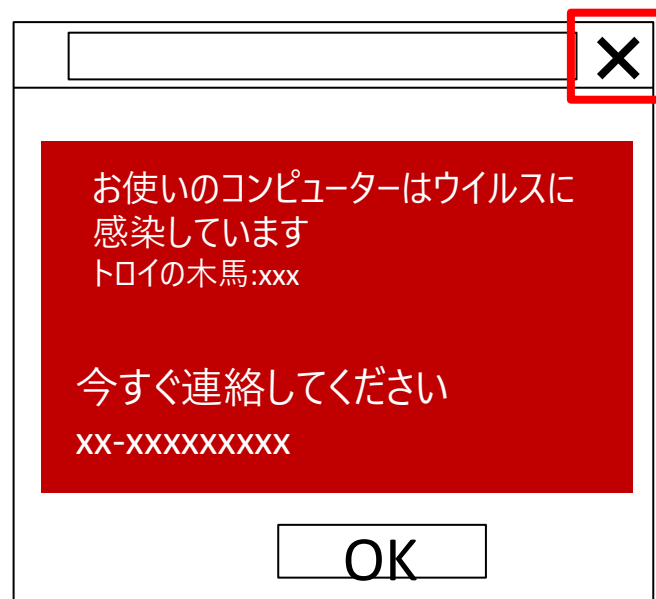 ×
お使いのコンピューターはウイルスに
感染しています
トロイの木馬:xxx
今すぐ連絡してください
xx-xxxxxxxxx
OK